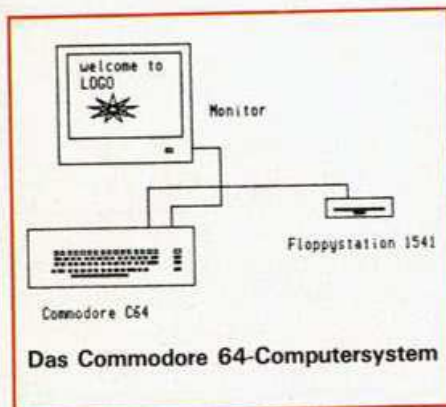 welcome to
LOGO
Monitor
Floppystation 1541
Commodore C64
Das Commodore 64-Computersystem